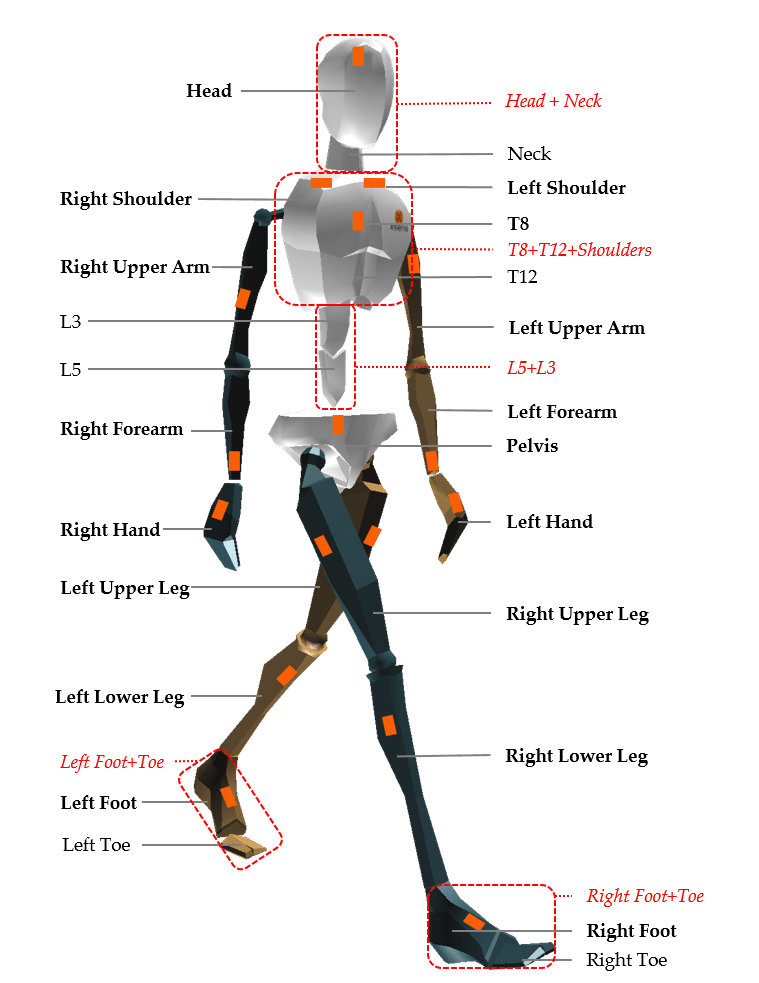 Head
Head + Neck
Neck
Right Shoulder
Left Shoulder
T8
xsens
T8+T12+Shoulders
Right Upper Arm
T12
L3
Left Upper Arm
L5
L5+L3
Left Forearm
Right Forearm
Pelvis
Right Hand
Left Hand
Left Upper Leg
Right Upper Leg
Left Lower Leg
Right Lower Leg
Left Foot+Toe
Left Foot
Left Toe
Right Foot+Toe
Right Foot
Right Toe